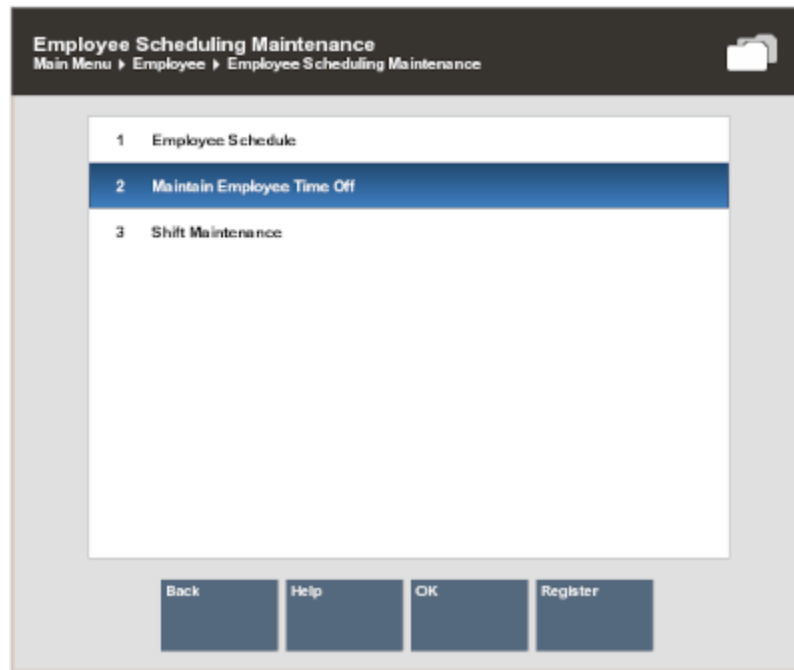 Employee Scheduling Maintenance
Main Menu ▸ Employee ▸ Employee Scheduling Maintenance
1 Employee Schedule
2 Maintain Employee Time Off
3 Shift Maintenance
Back Help OK Register